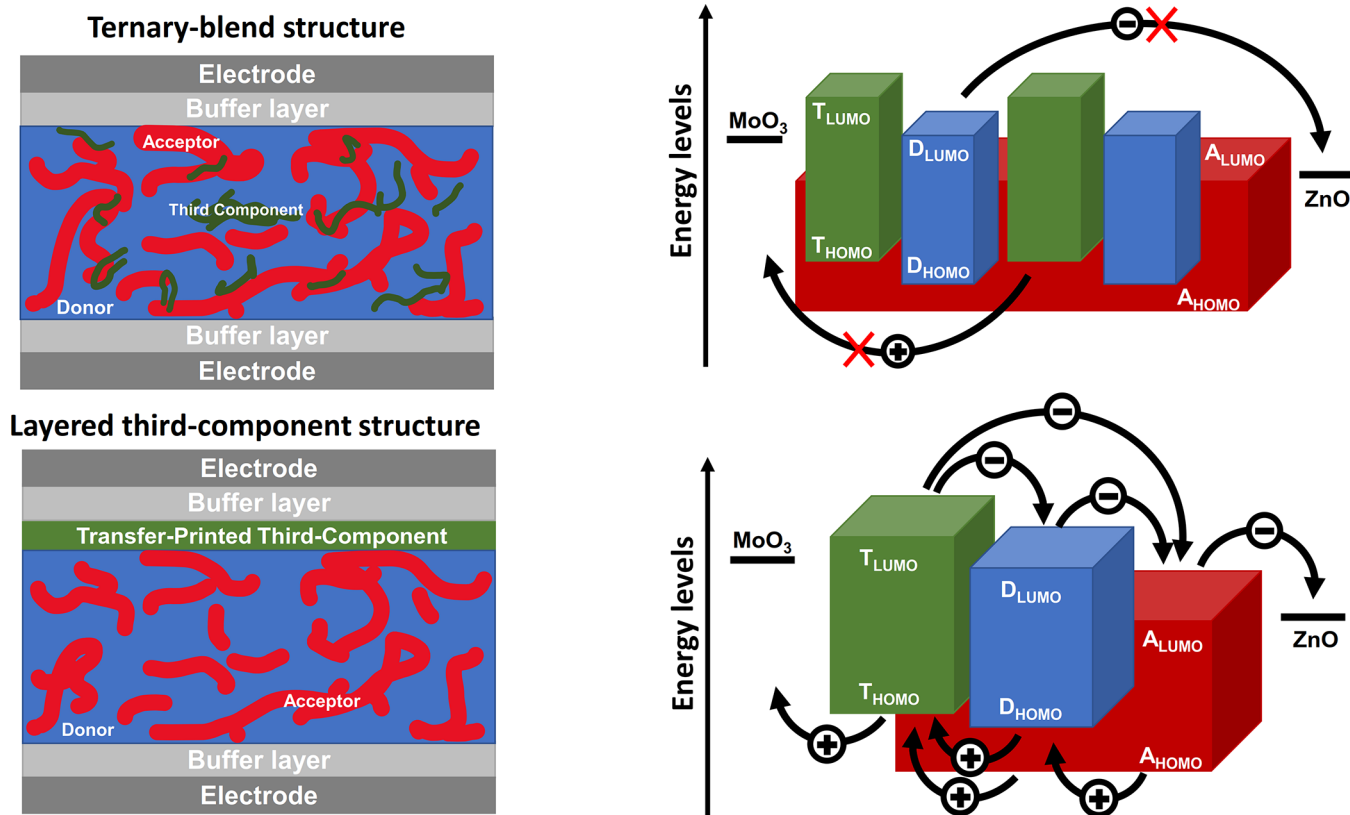 Ternary-blend structure
Electrode
Buffer layer
Acceptor
Third Component
Donor
Buffer layer
Electrode
Energy levels
MoO3
TLUMO
DLUMO
ALUMO
ZnO
THOMO
DHOMO
AHOMO
Layered third-component structure
Electrode
Buffer layer
Transfer-Printed Third-Component
Acceptor
Donor
Buffer layer
Electrode
Energy levels
MoO3
TLUMO
DLUMO
ALUMO
ZnO
THOMO
DHOMO
AHOMO